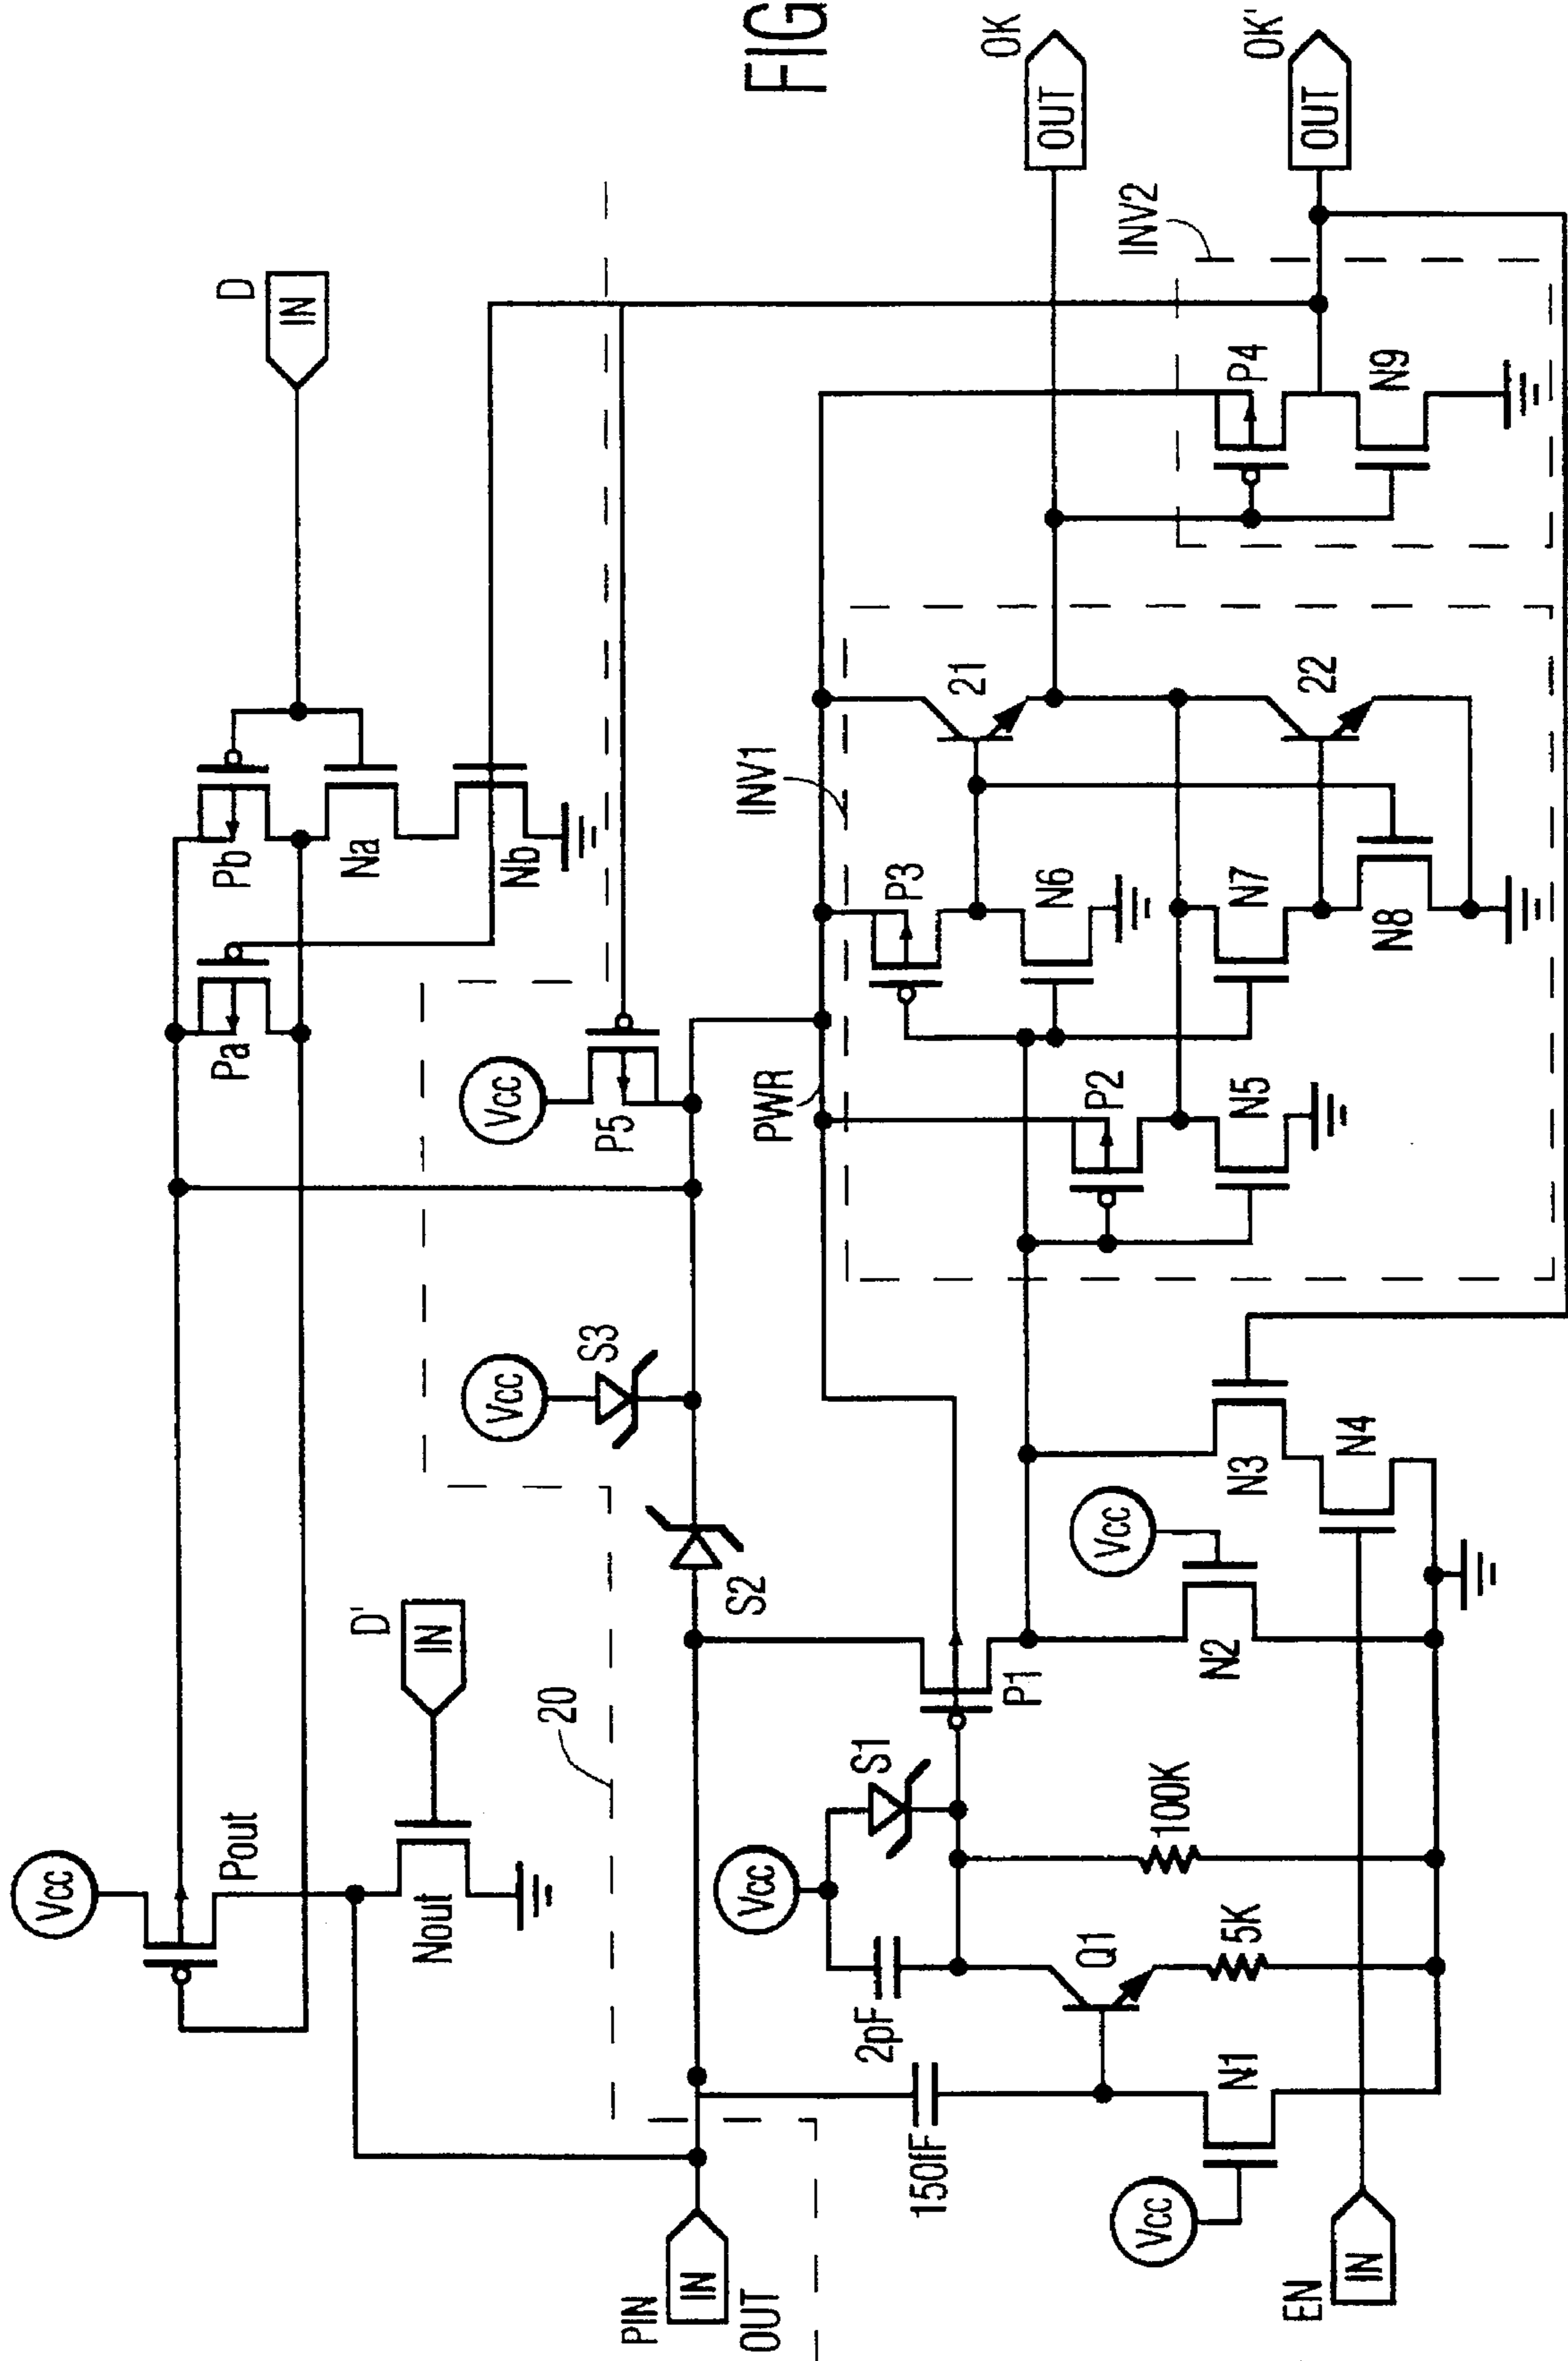 FIG
D
IN
OK
OUT
OK'
OUT
INV2
P4
N9
Pb
Na
Nb
Pa
Vcc
P5
PWR
INV1
21
22
P3
N6
N7
N8
P2
N5
Vcc
S3
S2
D'
IN
20
Vcc
Pout
Nout
Vcc
S1
P1
Vcc
N2
N3
N4
100K
5K
Q1
2pF
150fF
N1
Vcc
PIN
IN
OUT
EN
IN